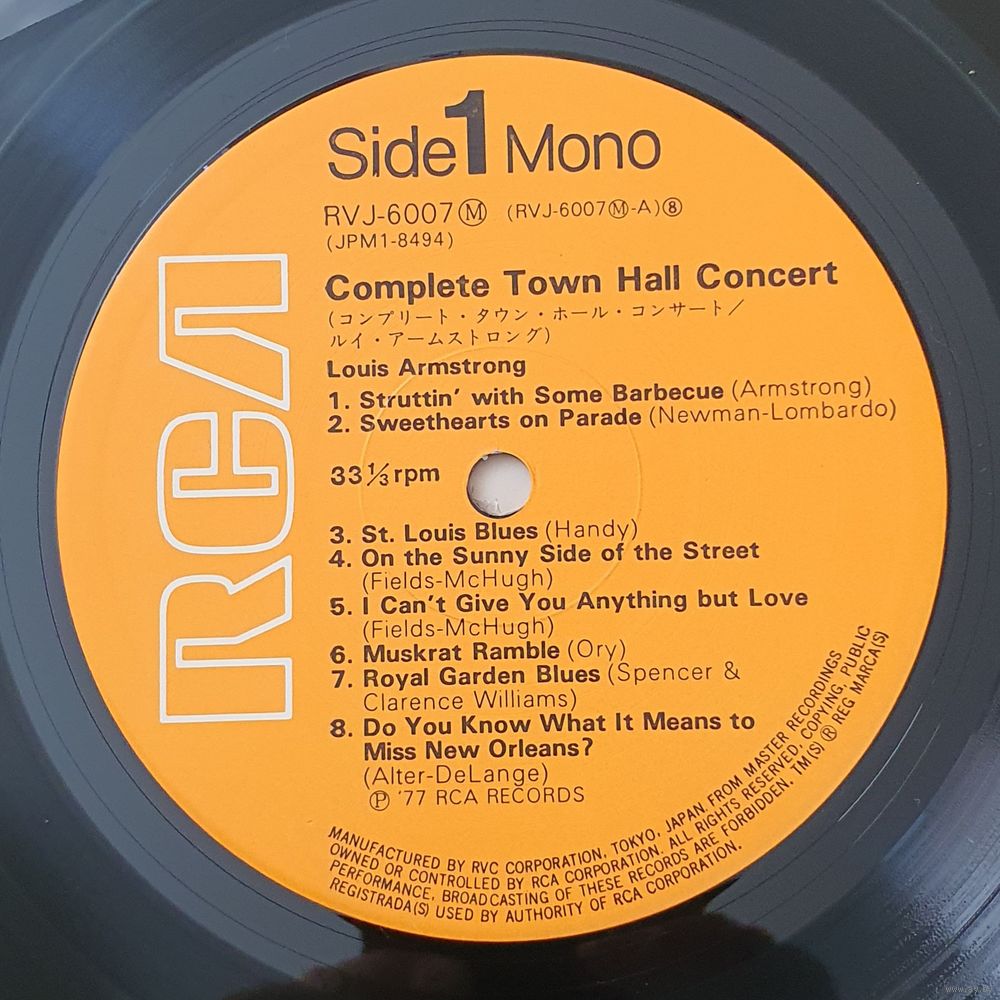 Side 1 Mono
RVJ-6007Ⓜ (RVJ-6007Ⓜ-A)⑧
(JPM1-8494)
Complete Town Hall Concert
(コンプリート・タウン・ホール・コンサート/
ルイ・アームストロング)
Louis Armstrong
1. Struttin' with Some Barbecue (Armstrong)
2. Sweethearts on Parade (Newman-Lombardo)
33⅓rpm
3. St. Louis Blues (Handy)
4. On the Sunny Side of the Street
(Fields-McHugh)
5. I Can't Give You Anything but Love
(Fields-McHugh)
6. Muskrat Ramble (Ory)
7. Royal Garden Blues (Spencer &
Clarence Williams)
8. Do You Know What It Means to
Miss New Orleans?
(Alter-DeLange)
℗ '77 RCA RECORDS
RCA
MANUFACTURED BY RVC CORPORATION, TOKYO, JAPAN, FROM MASTER RECORDINGS
OWNED OR CONTROLLED BY RCA CORPORATION. ALL RIGHTS RESERVED, COPYING, PUBLIC
PERFORMANCE, BROADCASTING OF THESE RECORDS ARE FORBIDDEN. TM(S) ® REG MARCA(S)
REGISTRADA(S) USED BY AUTHORITY OF RCA CORPORATION.